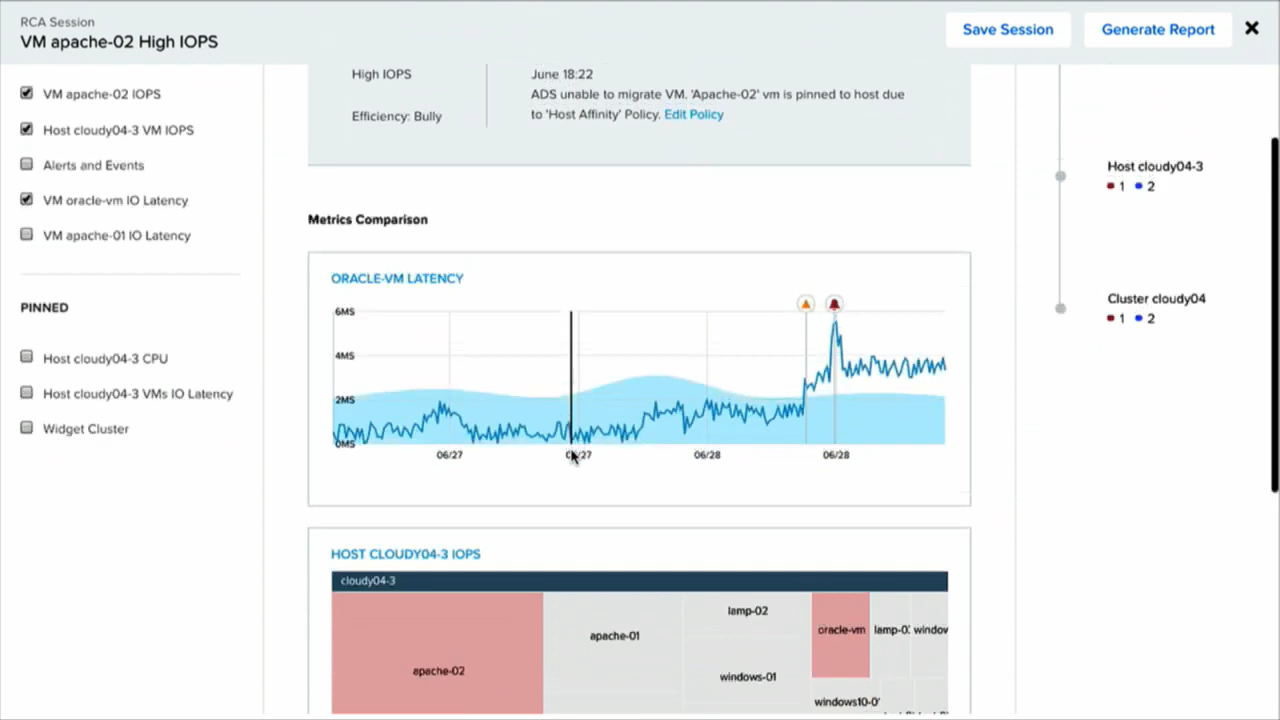 RCA Session
VM apache-02 High IOPS
Save Session
Generate Report
VM apache-02 IOPS
Host cloudy04-3 VM IOPS
Alerts and Events
VM oracle-vm IO Latency
VM apache-01 IO Latency
PINNED
Host cloudy04-3 CPU
Host cloudy04-3 VMs IO Latency
Widget Cluster
High IOPS
Efficiency: Bully
June 18:22
ADS unable to migrate VM. 'Apache-02' vm is pinned to host due
to 'Host Affinity' Policy. Edit Policy
Metrics Comparison
ORACLE-VM LATENCY
6MS
4MS
2MS
0MS
06/27
06/28
06/28
HOST CLOUDY04-3 IOPS
cloudy04-3
apache-02
apache-01
lamp-02
windows-01
oracle-vm
windows10-0
Host cloudy04-3
1 2
Cluster cloudy04
1 2